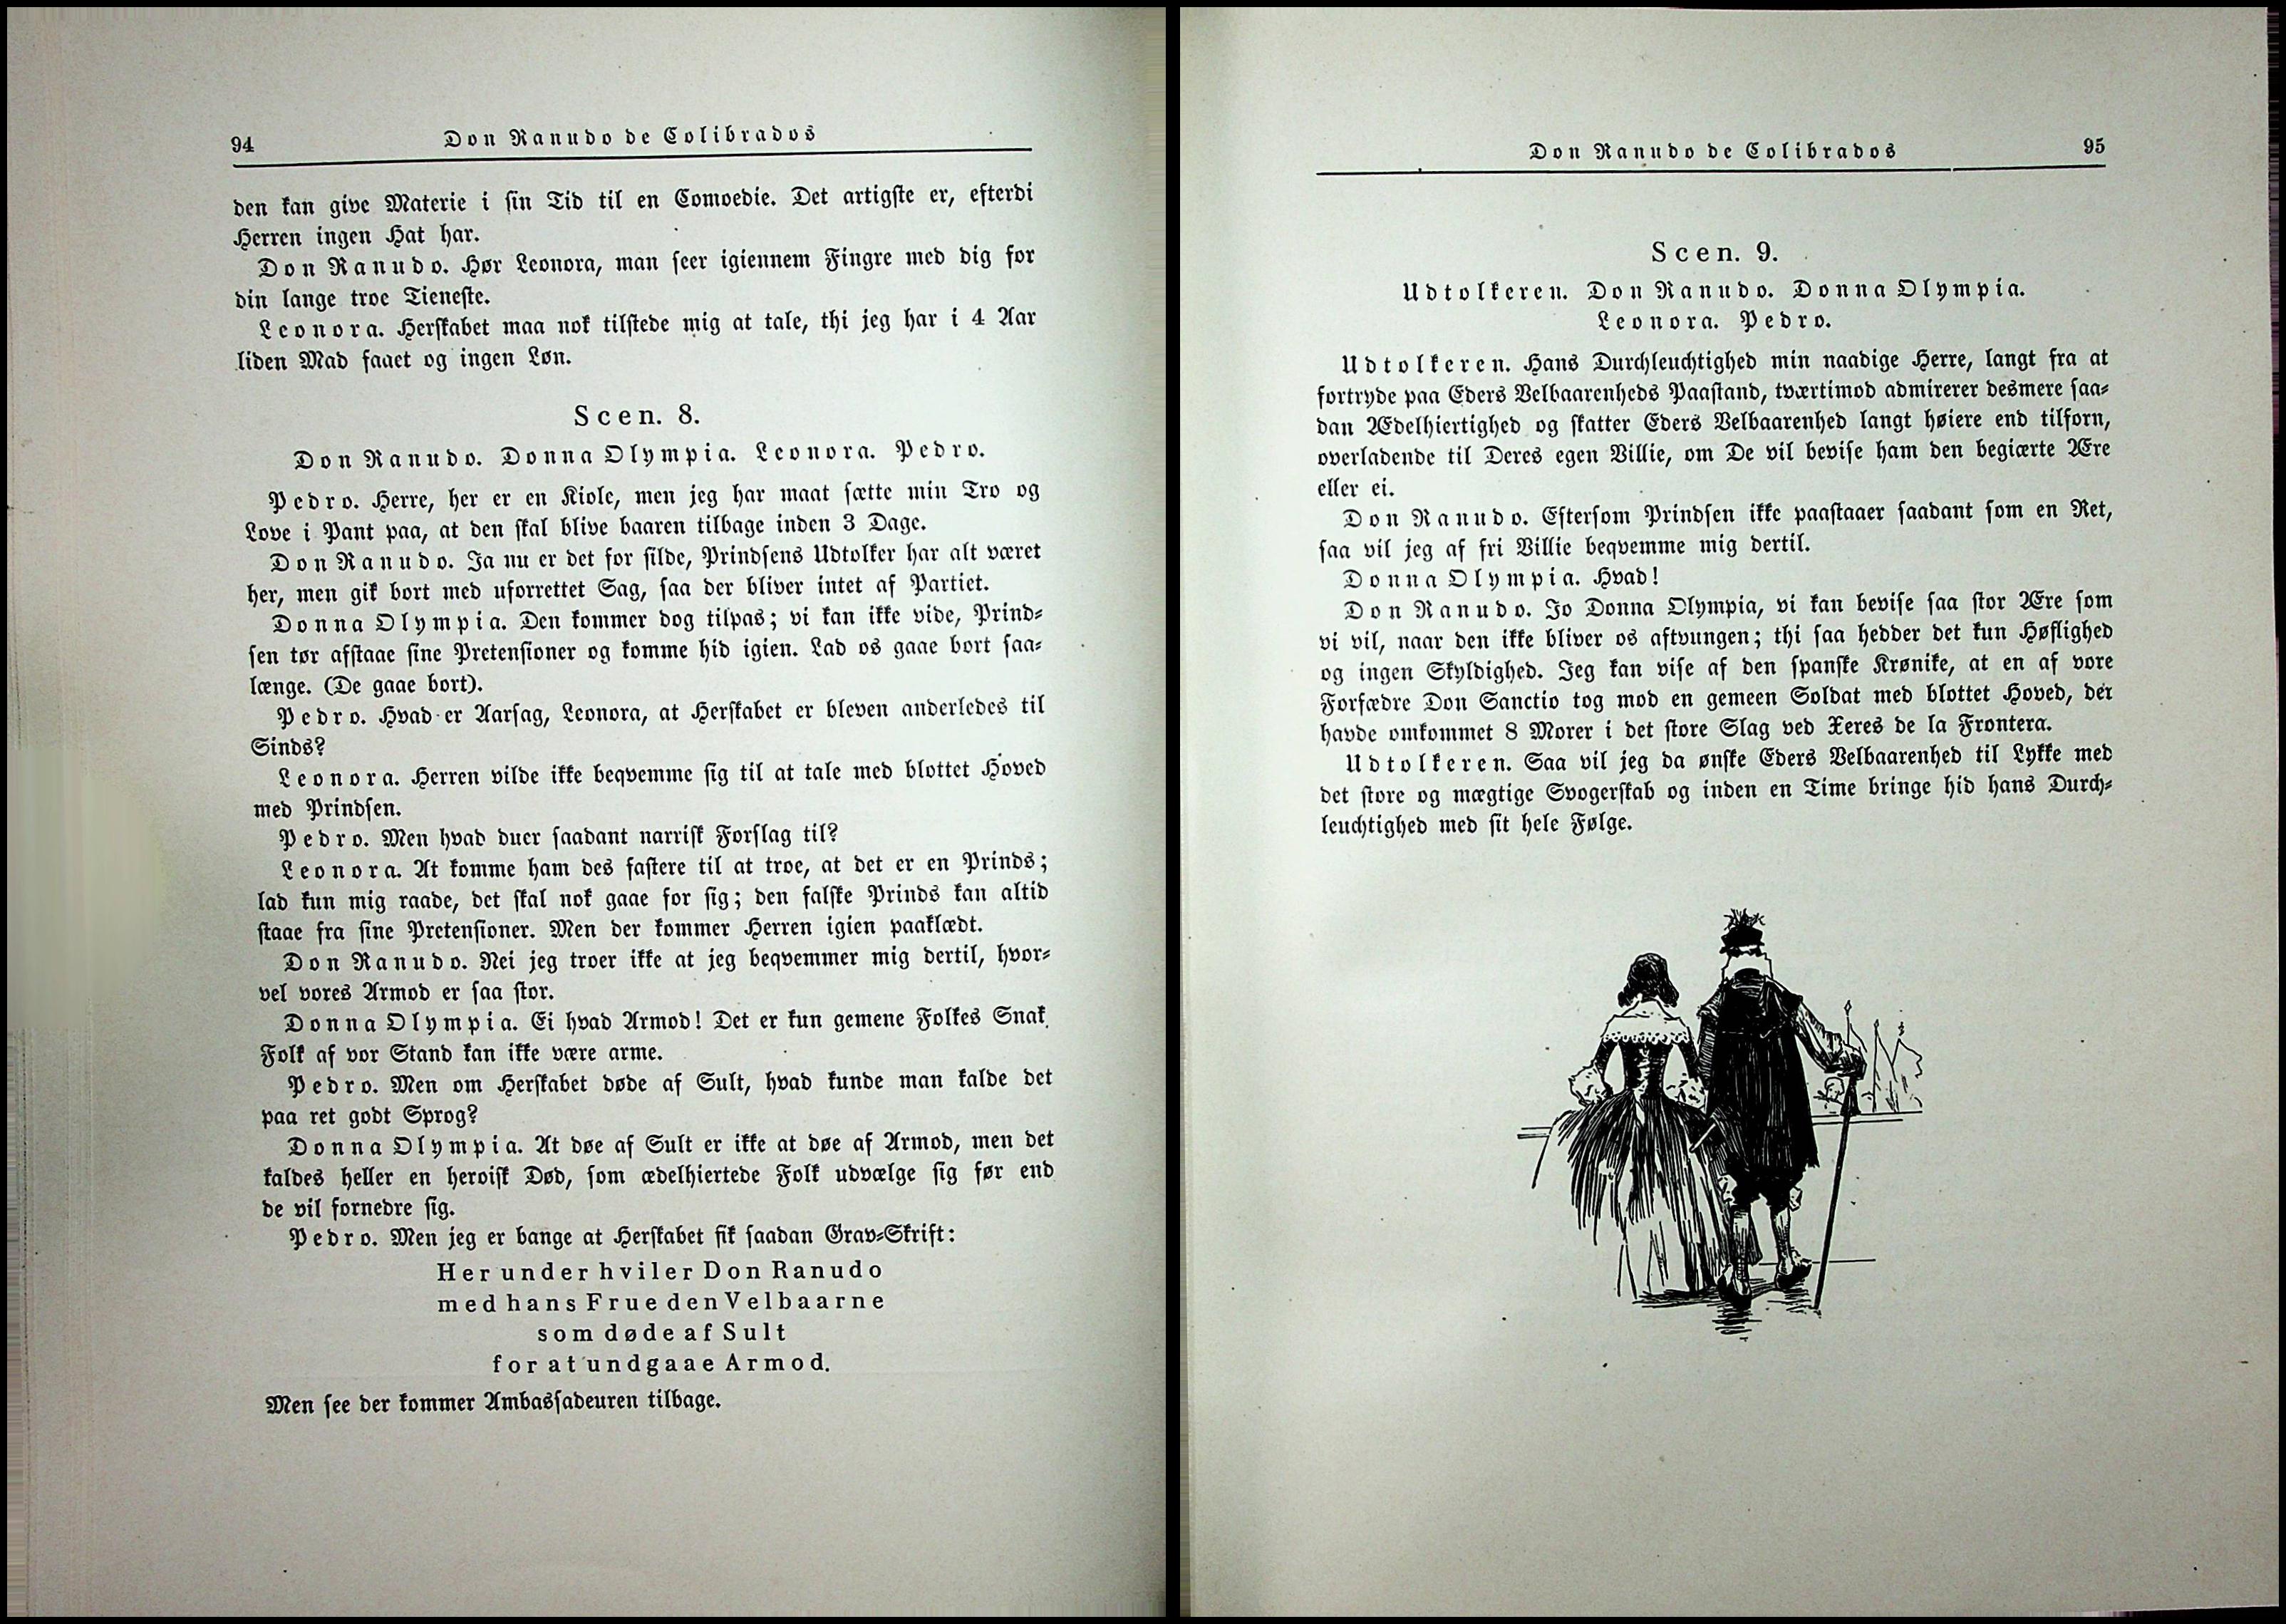 94
Don Ranudo de Colibrados
den kan give Materie i sin Tid til en Comoedie. Det artigste er, efterdi
Herren ingen Hat har.
Don Ranudo. Hør Leonora, man seer igiennem Fingre med dig for
din lange troe Tieneste.
Leonora. Herskabet maa nok tilstede mig at tale, thi jeg har i 4 Aar
liden Mad faaet og ingen Løn.
Scen. 8.
Don Ranudo. Donna Olympia. Leonora. Pedro.
Pedro. Herre, her er en Kiole, men jeg har maat sætte min Tro og
Love i Pant paa, at den skal blive baaren tilbage inden 3 Dage.
Don Ranudo. Ja nu er det for silde, Prindsens Udtolker har alt været
her, men gik bort med uforrettet Sag, saa der bliver intet af Partiet.
Donna Olympia. Den kommer dog tilpas; vi kan ikke vide, Prind-
sen tør afstaae sine Pretensioner og komme hid igien. Lad os gaae bort saa-
længe. (De gaae bort).
Pedro. Hvad er Aarsag, Leonora, at Herskabet er bleven anderledes til
Sinds?
Leonora. Herren vilde ikke beqvemme sig til at tale med blottet Hoved
med Prindsen.
Pedro. Men hvad duer saadant narrisk Forslag til?
Leonora. At komme ham des fastere til at troe, at det er en Prinds;
lad kun mig raade, det skal nok gaae for sig; den falske Prinds kan altid
staae fra sine Pretensioner. Men der kommer Herren igien paaklædt.
Don Ranudo. Nei jeg troer ikke at jeg beqvemmer mig dertil, hvor-
vel vores Armod er saa stor.
Donna Olympia. Ei hvad Armod! Det er kun gemene Folkes Snak.
Folk af vor Stand kan ikke være arme.
Pedro. Men om Herskabet døde af Sult, hvad kunde man kalde det
paa ret godt Sprog?
Donna Olympia. At døe af Sult er ikke at døe af Armod, men det
kaldes heller en heroisk Død, som ædelhiertede Folk udvælge sig før end
de vil fornedre sig.
Pedro. Men jeg er bange at Herskabet fik saadan Grav-Skrift:
Her under hviler Don Ranudo
med hans Frue den Velbaarne
som døde af Sult
for at undgaae Armod.
Men see der kommer Ambassadeuren tilbage.
Don Ranudo de Colibrados
95
Scen. 9.
Udtolkeren. Don Ranudo. Donna Olympia.
Leonora. Pedro.
Udtolkeren. Hans Durchleuchtighed min naadige Herre, langt fra at
fortryde paa Eders Velbaarenheds Paastand, tværtimod admirerer desmere saa-
dan Ædelhiertighed og skatter Eders Velbaarenhed langt høiere end tilforn,
overladende til Deres egen Villie, om De vil bevise ham den begiærte Ære
eller ei.
Don Ranudo. Eftersom Prindsen ikke paastaaer saadant som en Ret,
saa vil jeg af fri Villie beqvemme mig dertil.
Donna Olympia. Hvad!
Don Ranudo. Jo Donna Olympia, vi kan bevise saa stor Ære som
vi vil, naar den ikke bliver os aftvungen; thi saa hedder det kun Høflighed
og ingen Skyldighed. Jeg kan vise af den spanske Krønike, at en af vore
Forfædre Don Sanctio tog mod en gemeen Soldat med blottet Hoved, der
havde omkommet 8 Morer i det store Slag ved Xeres de la Frontera.
Udtolkeren. Saa vil jeg da ønske Eders Velbaarenhed til Lykke med
det store og mægtige Svogerskab og inden en Time bringe hid hans Durch-
leuchtighed med sit hele Følge.